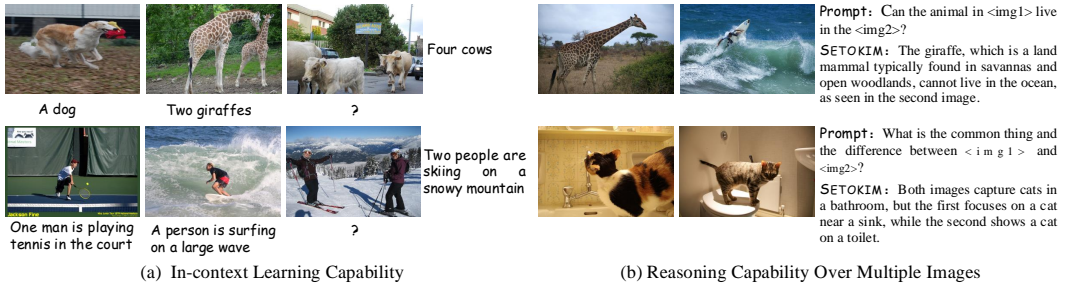 Four cows
A dog
Two giraffes
?
Two people are
skiing on a
snowy mountain
Jackson Fine
One man is playing
tennis in the court
A person is surfing
on a large wave
?
(a) In-context Learning Capability
Prompt: Can the animal in <img1> live
in the <img2>?
SETOKIM: The giraffe, which is a land
mammal typically found in savannas and
open woodlands, cannot live in the ocean,
as seen in the second image.
Prompt: What is the common thing and
the difference between <img1> and
<img2>?
SETOKIM: Both images capture cats in
a bathroom, but the first focuses on a cat
near a sink, while the second shows a cat
on a toilet.
(b) Reasoning Capability Over Multiple Images